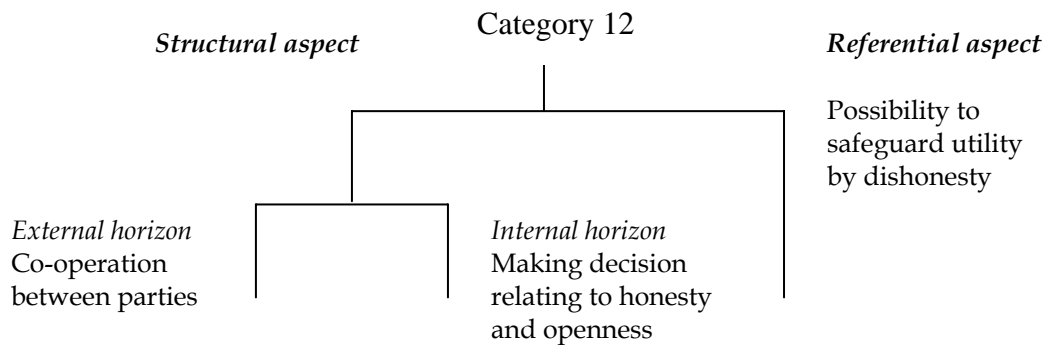 Category 12
Structural aspect
Referential aspect
Possibility to
safeguard utility
by dishonesty
External horizon
Co-operation
between parties
Internal horizon
Making decision
relating to honesty
and openness